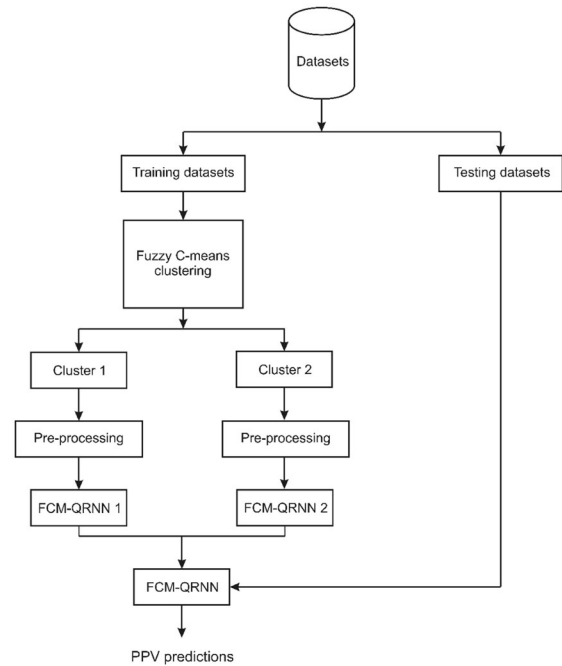 Datasets
Training datasets
Testing datasets
Fuzzy C-means
clustering
Cluster 1
Cluster 2
Pre-processing
Pre-processing
FCM-QRNN 1
FCM-QRNN 2
FCM-QRNN
PPV predictions